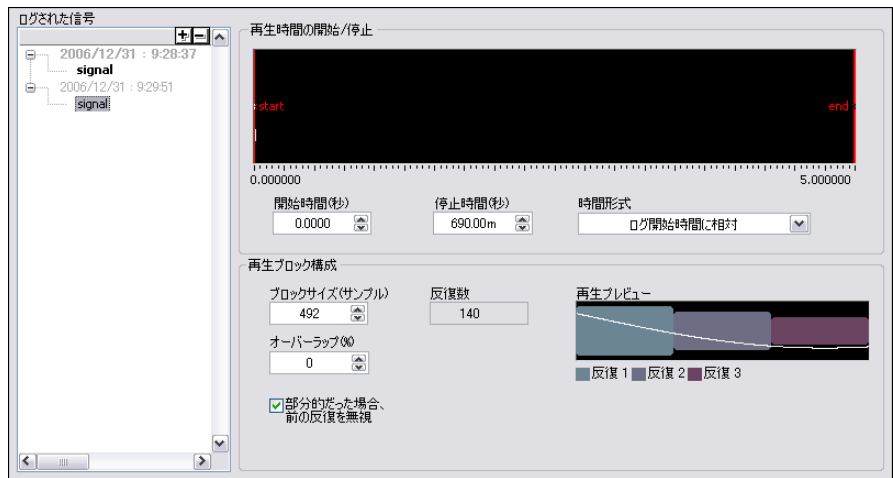 ログされた信号
2006/12/31 : 9:28:37
signal
2006/12/31 : 9:29:51
signal
再生時間の開始/停止
start
end
0.000000
5.000000
開始時間(秒)
停止時間(秒)
時間形式
0.0000
690.00m
ログ開始時間に相対
再生ブロック構成
ブロックサイズ(サンプル)
反復数
再生プレビュー
492
140
オーバーラップ(%)
0
反復 1 反復 2 反復 3
部分的だった場合、
前の反復を無視